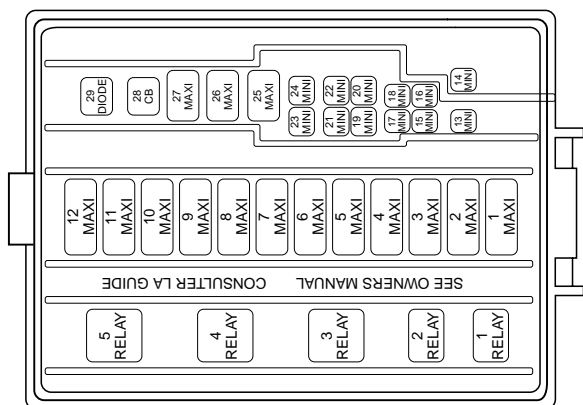 29
DIODE
28
CB
27
MAXI
26
MAXI
25
MAXI
24
MINI
22
MINI
20
MINI
18
MINI
16
MINI
14
MINI
23
MINI
21
MINI
19
MINI
17
MINI
15
MINI
13
MINI
12
MAXI
11
MAXI
10
MAXI
9
MAXI
8
MAXI
7
MAXI
6
MAXI
5
MAXI
4
MAXI
3
MAXI
2
MAXI
1
MAXI
SEE OWNERS MANUAL CONSULTER LA GUIDE
5
RELAY
4
RELAY
3
RELAY
2
RELAY
1
RELAY